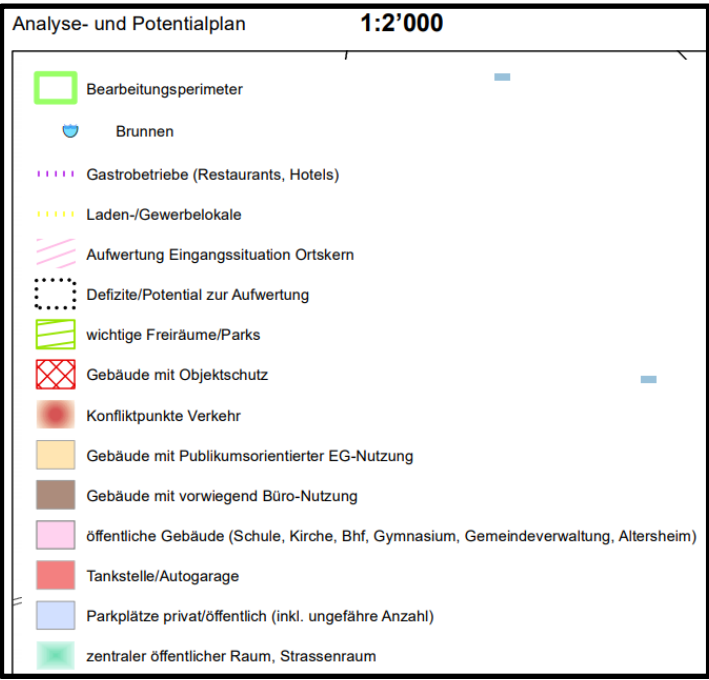 Analyse- und Potentialplan 1:2’000
Bearbeitungsperimeter
Brunnen
Gastrobetriebe (Restaurants, Hotels)
Laden-/Gewerbelokale
Aufwertung Eingangssituation Ortskern
Defizite/Potential zur Aufwertung
wichtige Freiräume/Parks
Gebäude mit Objektschutz
Konfliktpunkte Verkehr
Gebäude mit Publikumsorientierter EG-Nutzung
Gebäude mit vorwiegend Büro-Nutzung
öffentliche Gebäude (Schule, Kirche, Bhf, Gymnasium, Gemeindeverwaltung, Altersheim)
Tankstelle/Autogarage
Parkplätze privat/öffentlich (inkl. ungefähre Anzahl)
zentraler öffentlicher Raum, Strassenraum